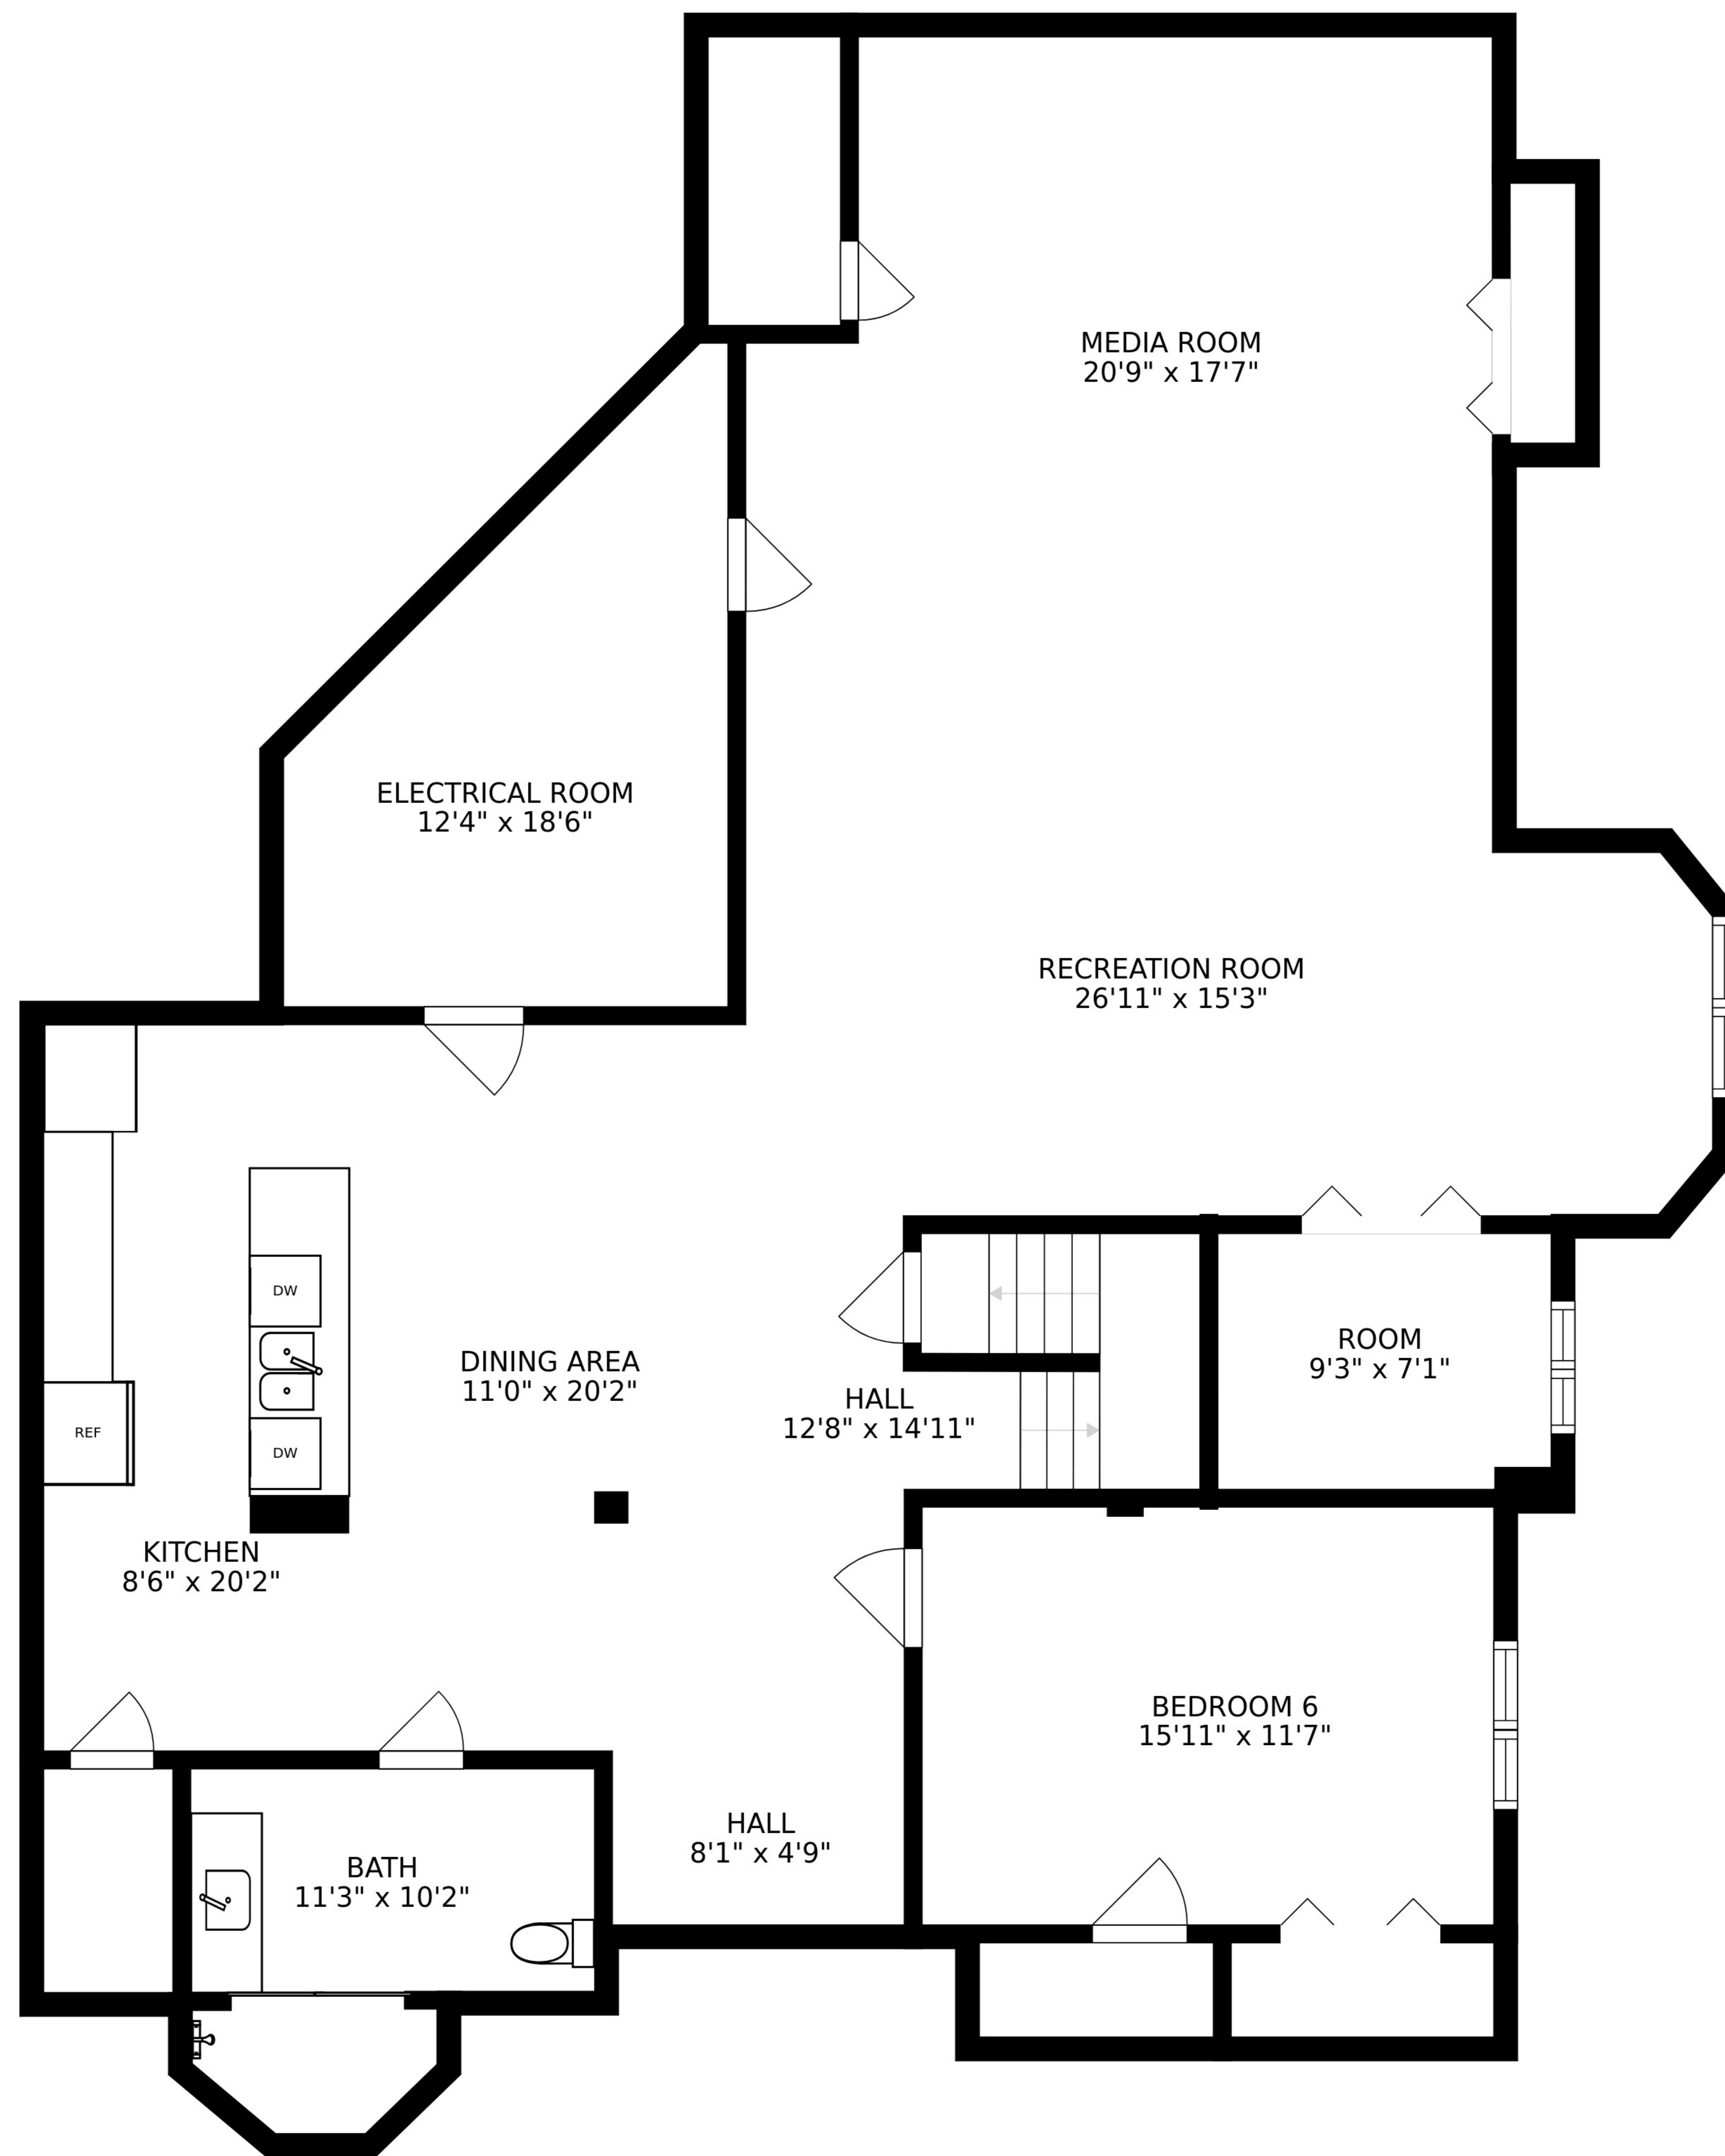 MEDIA ROOM
20'9" x 17'7"
ELECTRICAL ROOM
12'4" x 18'6"
RECREATION ROOM
26'11" x 15'3"
DW
REF
DW
DINING AREA
11'0" x 20'2"
HALL
12'8" x 14'11"
ROOM
9'3" x 7'1"
KITCHEN
8'6" x 20'2"
BEDROOM 6
15'11" x 11'7"
HALL
8'1" x 4'9"
BATH
11'3" x 10'2"